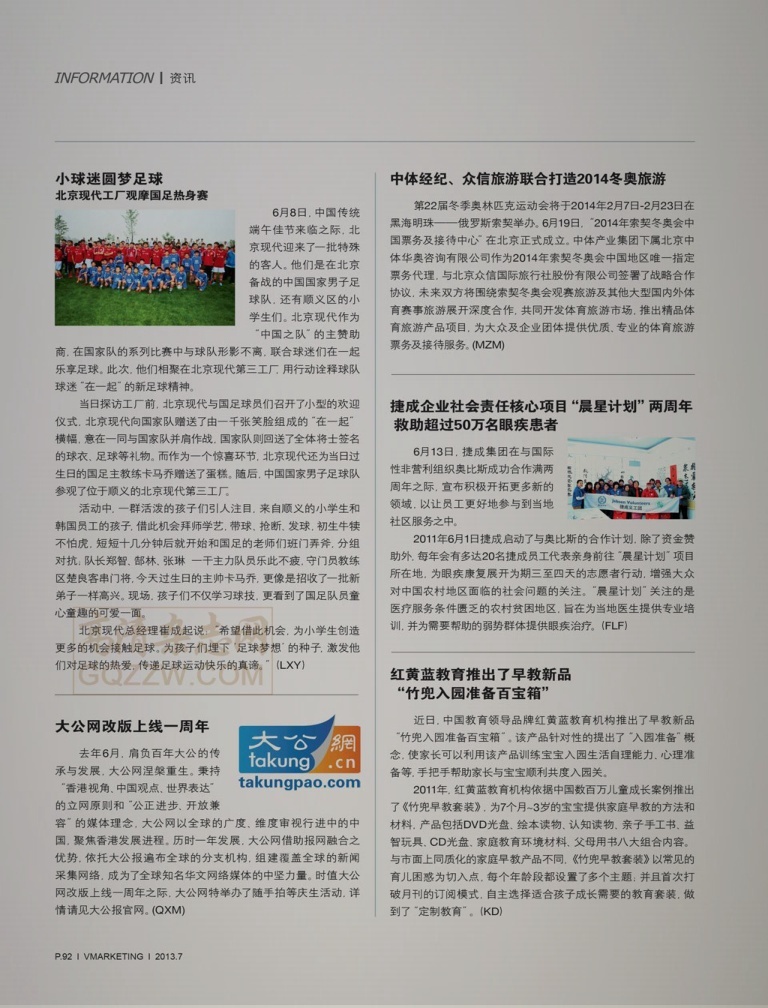 INFORMATION | 资讯
小球迷圆梦足球
北京现代工厂观摩国足热身赛
6月8日, 中国传统
端午佳节来临之际, 北
京现代迎来了一批特殊
的客人。他们是在北京
备战的中国国家男子足
球队, 还有顺义区的小
学生们。北京现代作为
“中国之队”的主赞助
商, 在国家队的系列比赛中与球队形影不离, 联合球迷们在一起
乐享足球。此次, 他们相聚在北京现代第三工厂, 用行动诠释球队
球迷“在一起”的新足球精神。
当日探访工厂前, 北京现代与国足球员们召开了小型的欢迎
仪式, 北京现代向国家队赠送了由一千张笑脸组成的“在一起”
横幅, 意在一同与国家队并肩作战, 国家队则回送了全体将士签名
的球衣, 足球等礼物。而作为一个惊喜环节, 北京现代还为当日过
生日的国足主教练卡马乔赠送了蛋糕。随后, 中国国家男子足球队
参观了位于顺义的北京现代第三工厂。
活动中, 一群活泼的孩子们引人注目, 来自顺义的小学生和
韩国员工的孩子, 借此机会拜师学艺, 带球, 抢断, 发球, 初生牛犊
不怕虎, 短短十几分钟后就开始和国足的老师们班门弄斧, 分组
对抗, 队长郑智, 郜林, 张琳 一干主力队员乐此不疲, 守门员教练
区楚良客串门将, 今天过生日的主帅卡马乔, 更像是招收了一批新
弟子一样高兴。现场, 孩子们不仅学习球技, 更看到了国足队员童
心童趣的可爱一面。
北京现代总经理崔成起说, “希望借此机会, 为小学生创造
更多的机会接触足球。为孩子们埋下‘足球梦想’的种子, 激发他
们对足球的热爱, 传递足球运动快乐的真谛。” (LXY)
GQZZW.COM
大公网改版上线一周年
大公網
takung.cn
takungpao.com
去年6月, 肩负百年大公的传
承与发展, 大公网涅槃重生。秉持
“香港视角, 中国观点, 世界表达”
的立网原则和“公正进步, 开放兼
容”的媒体理念, 大公网以全球的广度, 维度审视行进中的中
国, 聚焦香港发展进程。历时一年发展, 大公网借助报网融合之
优势, 依托大公报遍布全球的分支机构, 组建覆盖全球的新闻
采集网络, 成为了全球知名华文网络媒体的中坚力量。时值大公
网改版上线一周年之际, 大公网特举办了随手拍等庆生活动, 详
情请见大公报官网。(QXM)
中体经纪、众信旅游联合打造2014冬奥旅游
第22届冬季奥林匹克运动会将于2014年2月7日-2月23日在
黑海明珠——俄罗斯索契举办。6月19日, “2014年索契冬奥会中
国票务及接待中心”在北京正式成立。中体产业集团下属北京中
体华奥咨询有限公司作为2014年索契冬奥会中国地区唯一指定
票务代理, 与北京众信国际旅行社股份有限公司签署了战略合作
协议, 未来双方将围绕索契冬奥会观赛旅游及其他大型国内外体
育赛事旅游展开深度合作, 共同开发体育旅游市场, 推出精品体
育旅游产品项目, 为大众及企业团体提供优质, 专业的体育旅游
票务及接待服务。(MZM)
捷成企业社会责任核心项目“晨星计划”两周年
救助超过50万名眼疾患者
6月13日, 捷成集团在与国际
性非营利组织奥比斯成功合作满两
周年之际, 宣布积极开拓更多新的
领域, 以让员工更好地参与到当地
社区服务之中。
2011年6月1日捷成启动了与奥比斯的合作计划, 除了资金赞
助外, 每年会有多达20名捷成员工代表亲身前往“晨星计划”项目
所在地, 为眼疾康复展开为期三至四天的志愿者行动, 增强大众
对中国农村地区面临的社会问题的关注。“晨星计划”关注的是
医疗服务条件匮乏的农村贫困地区, 旨在为当地医生提供专业培
训, 并为需要帮助的弱势群体提供眼疾治疗。(FLF)
红黄蓝教育推出了早教新品
“竹兜入园准备百宝箱”
近日, 中国教育领导品牌红黄蓝教育机构推出了早教新品
“竹兜入园准备百宝箱”, 该产品针对性的提出了“入园准备”概
念, 使家长可以利用该产品训练宝宝入园生活自理能力, 心理准
备等, 手把手帮助家长与宝宝顺利共度入园关。
2011年, 红黄蓝教育机构依据中国数百万儿童成长案例推出
了《竹兜早教套装》, 为7个月~3岁的宝宝提供家庭早教的方法和
材料, 产品包括DVD光盘, 绘本读物, 认知读物, 亲子手工书, 益
智玩具, CD光盘, 家庭教育环境材料, 父母用书八大组合内容。
与市面上同质化的家庭早教产品不同, 《竹兜早教套装》以常见的
育儿困惑为切入点, 每个年龄段都设置了多个主题; 并且首次打
破月刊的订阅模式, 自主选择适合孩子成长需要的教育套装, 做
到了“定制教育”。(KD)
P.92 | VMARKETING | 2013.7